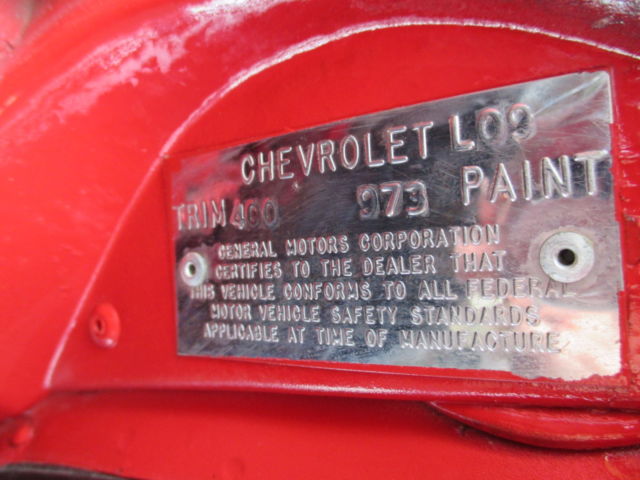 CHEVROLET L09
TRIM 400 973 PAINT
GENERAL MOTORS CORPORATION
CERTIFIES TO THE DEALER THAT
THIS VEHICLE CONFORMS TO ALL FEDERAL
MOTOR VEHICLE SAFETY STANDARDS
APPLICABLE AT TIME OF MANUFACTURE